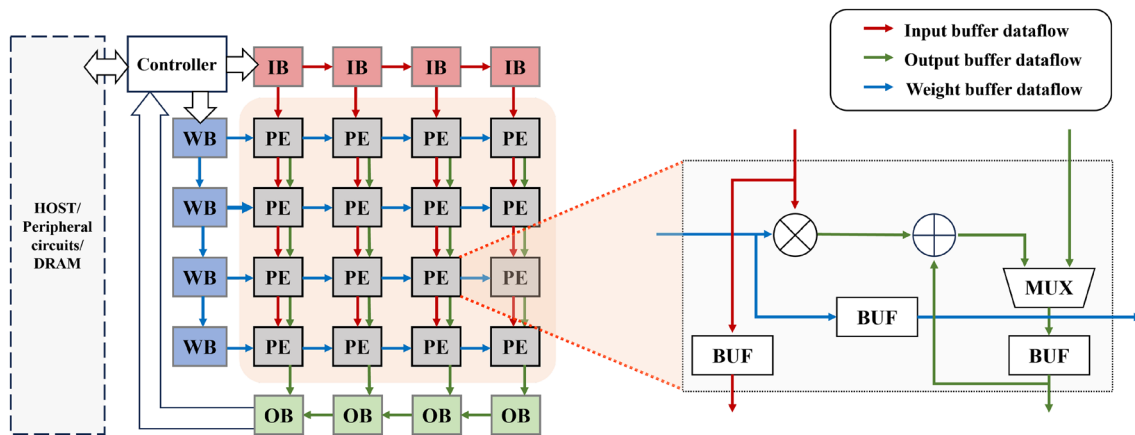 Controller
IB IB IB IB
WB PE PE PE PE
WB PE PE PE PE
WB PE PE PE PE
WB PE PE PE PE
OB OB OB OB
HOST/
Peripheral
circuits/
DRAM
Input buffer dataflow
Output buffer dataflow
Weight buffer dataflow
MUX
BUF
BUF
BUF